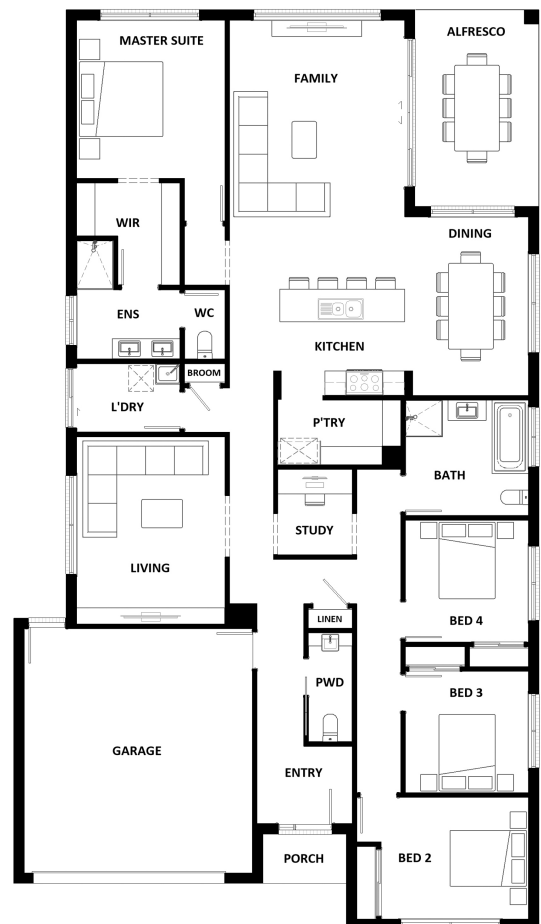 MASTER SUITE
FAMILY
ALFRESCO
WIR
DINING
ENS
WC
KITCHEN
BROOM
L'DRY
P'TRY
BATH
STUDY
LIVING
LINEN
BED 4
PWD
BED 3
GARAGE
ENTRY
PORCH
BED 2